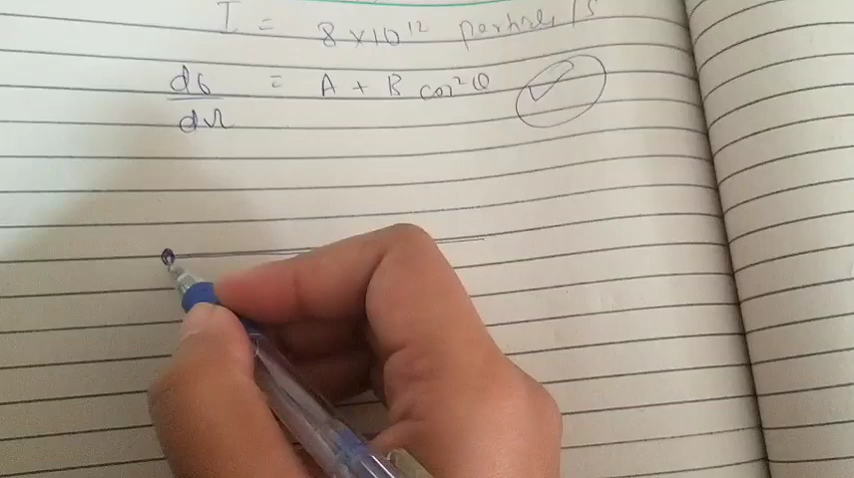 I = 8 × 10¹² particles/s
dσ/dΩ = A + B cos²θ